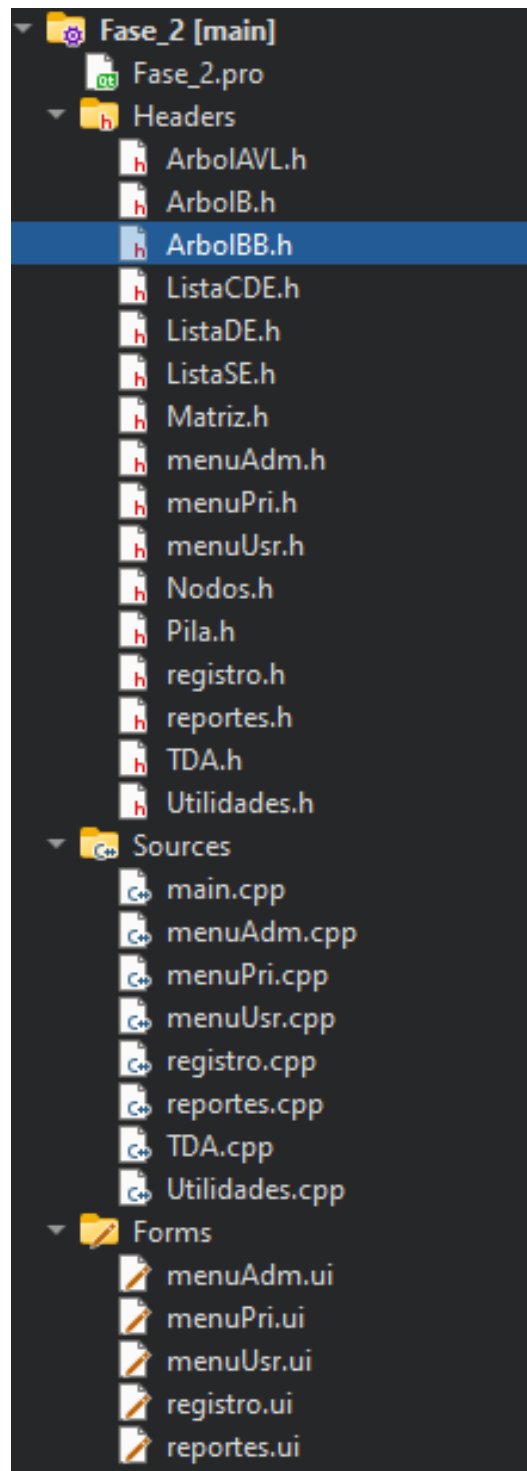 Fase_2 [main]
Fase_2.pro
Headers
ArbolAVL.h
ArbolB.h
ArbolBB.h
ListaCDE.h
ListaDE.h
ListaSE.h
Matriz.h
menuAdm.h
menuPri.h
menuUsr.h
Nodos.h
Pila.h
registro.h
reportes.h
TDA.h
Utilidades.h
Sources
main.cpp
menuAdm.cpp
menuPri.cpp
menuUsr.cpp
registro.cpp
reportes.cpp
TDA.cpp
Utilidades.cpp
Forms
menuAdm.ui
menuPri.ui
menuUsr.ui
registro.ui
reportes.ui